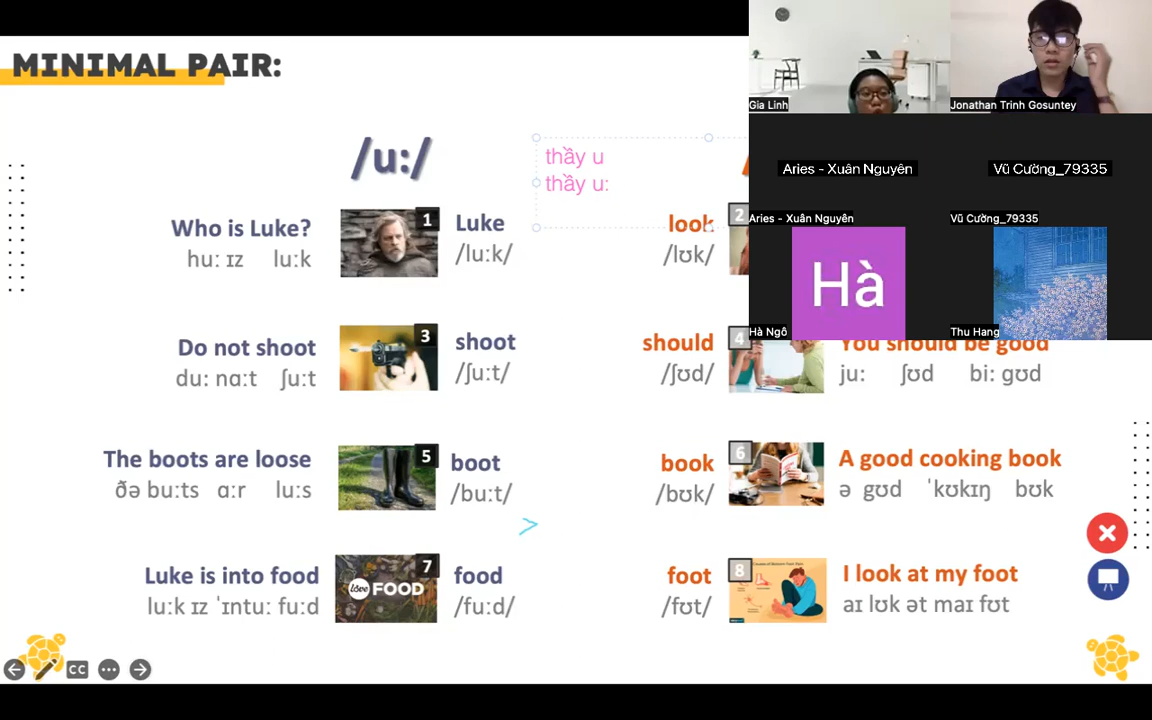 MINIMAL PAIR:
/u:/
thầy u
thầy u:
Who is Luke?
hu: ɪz lu:k
1
Luke
/lu:k/
look
/lʊk/
2
Do not shoot
du: nɑ:t ʃu:t
3
shoot
/ʃu:t/
should
/ʃʊd/
4
You should be good
ju: ʃʊd bi: gʊd
The boots are loose
ðə bu:ts ɑ:r lu:s
5
boot
/bu:t/
book
/bʊk/
6
A good cooking book
ə gʊd ˈkʊkɪŋ bʊk
Luke is into food
lu:k ɪz ˈɪntu: fu:d
7
love FOOD
food
/fu:d/
foot
/fʊt/
8
I look at my foot
aɪ lʊk ət maɪ fʊt
CC
Gia Linh
Jonathan Trinh Gosuntey
Aries - Xuân Nguyên
Vũ Cường_79335
Aries - Xuân Nguyên
Vũ Cường_79335
Hà
Hà Ngô
Thu Hang